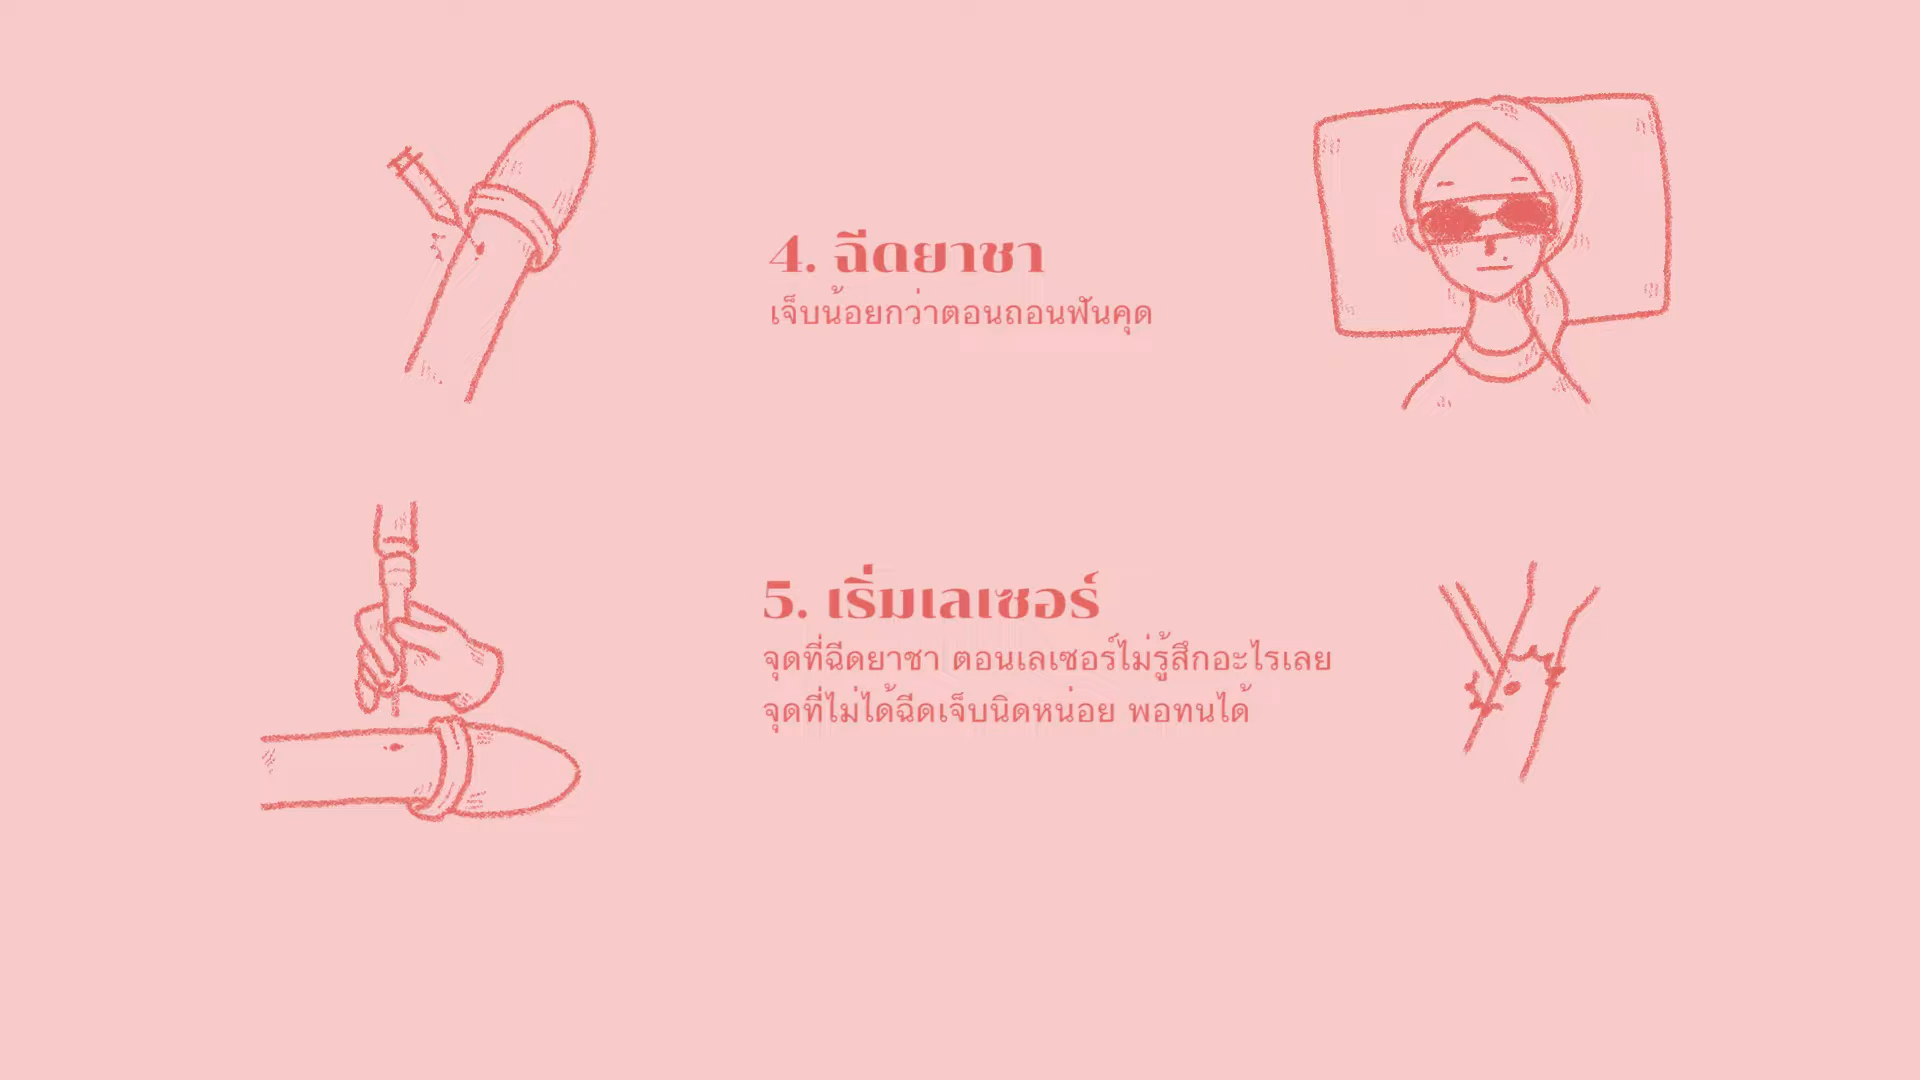 4. ฉีดยาชา
เจ็บน้อยกว่าตอนถอนฟันคุด
5. เริ่มเลเซอร์
จุดที่ฉีดยาชา ตอนเลเซอร์ไม่รู้สึกอะไรเลย
จุดที่ไม่ได้ฉีดเจ็บนิดหน่อย พอทนได้